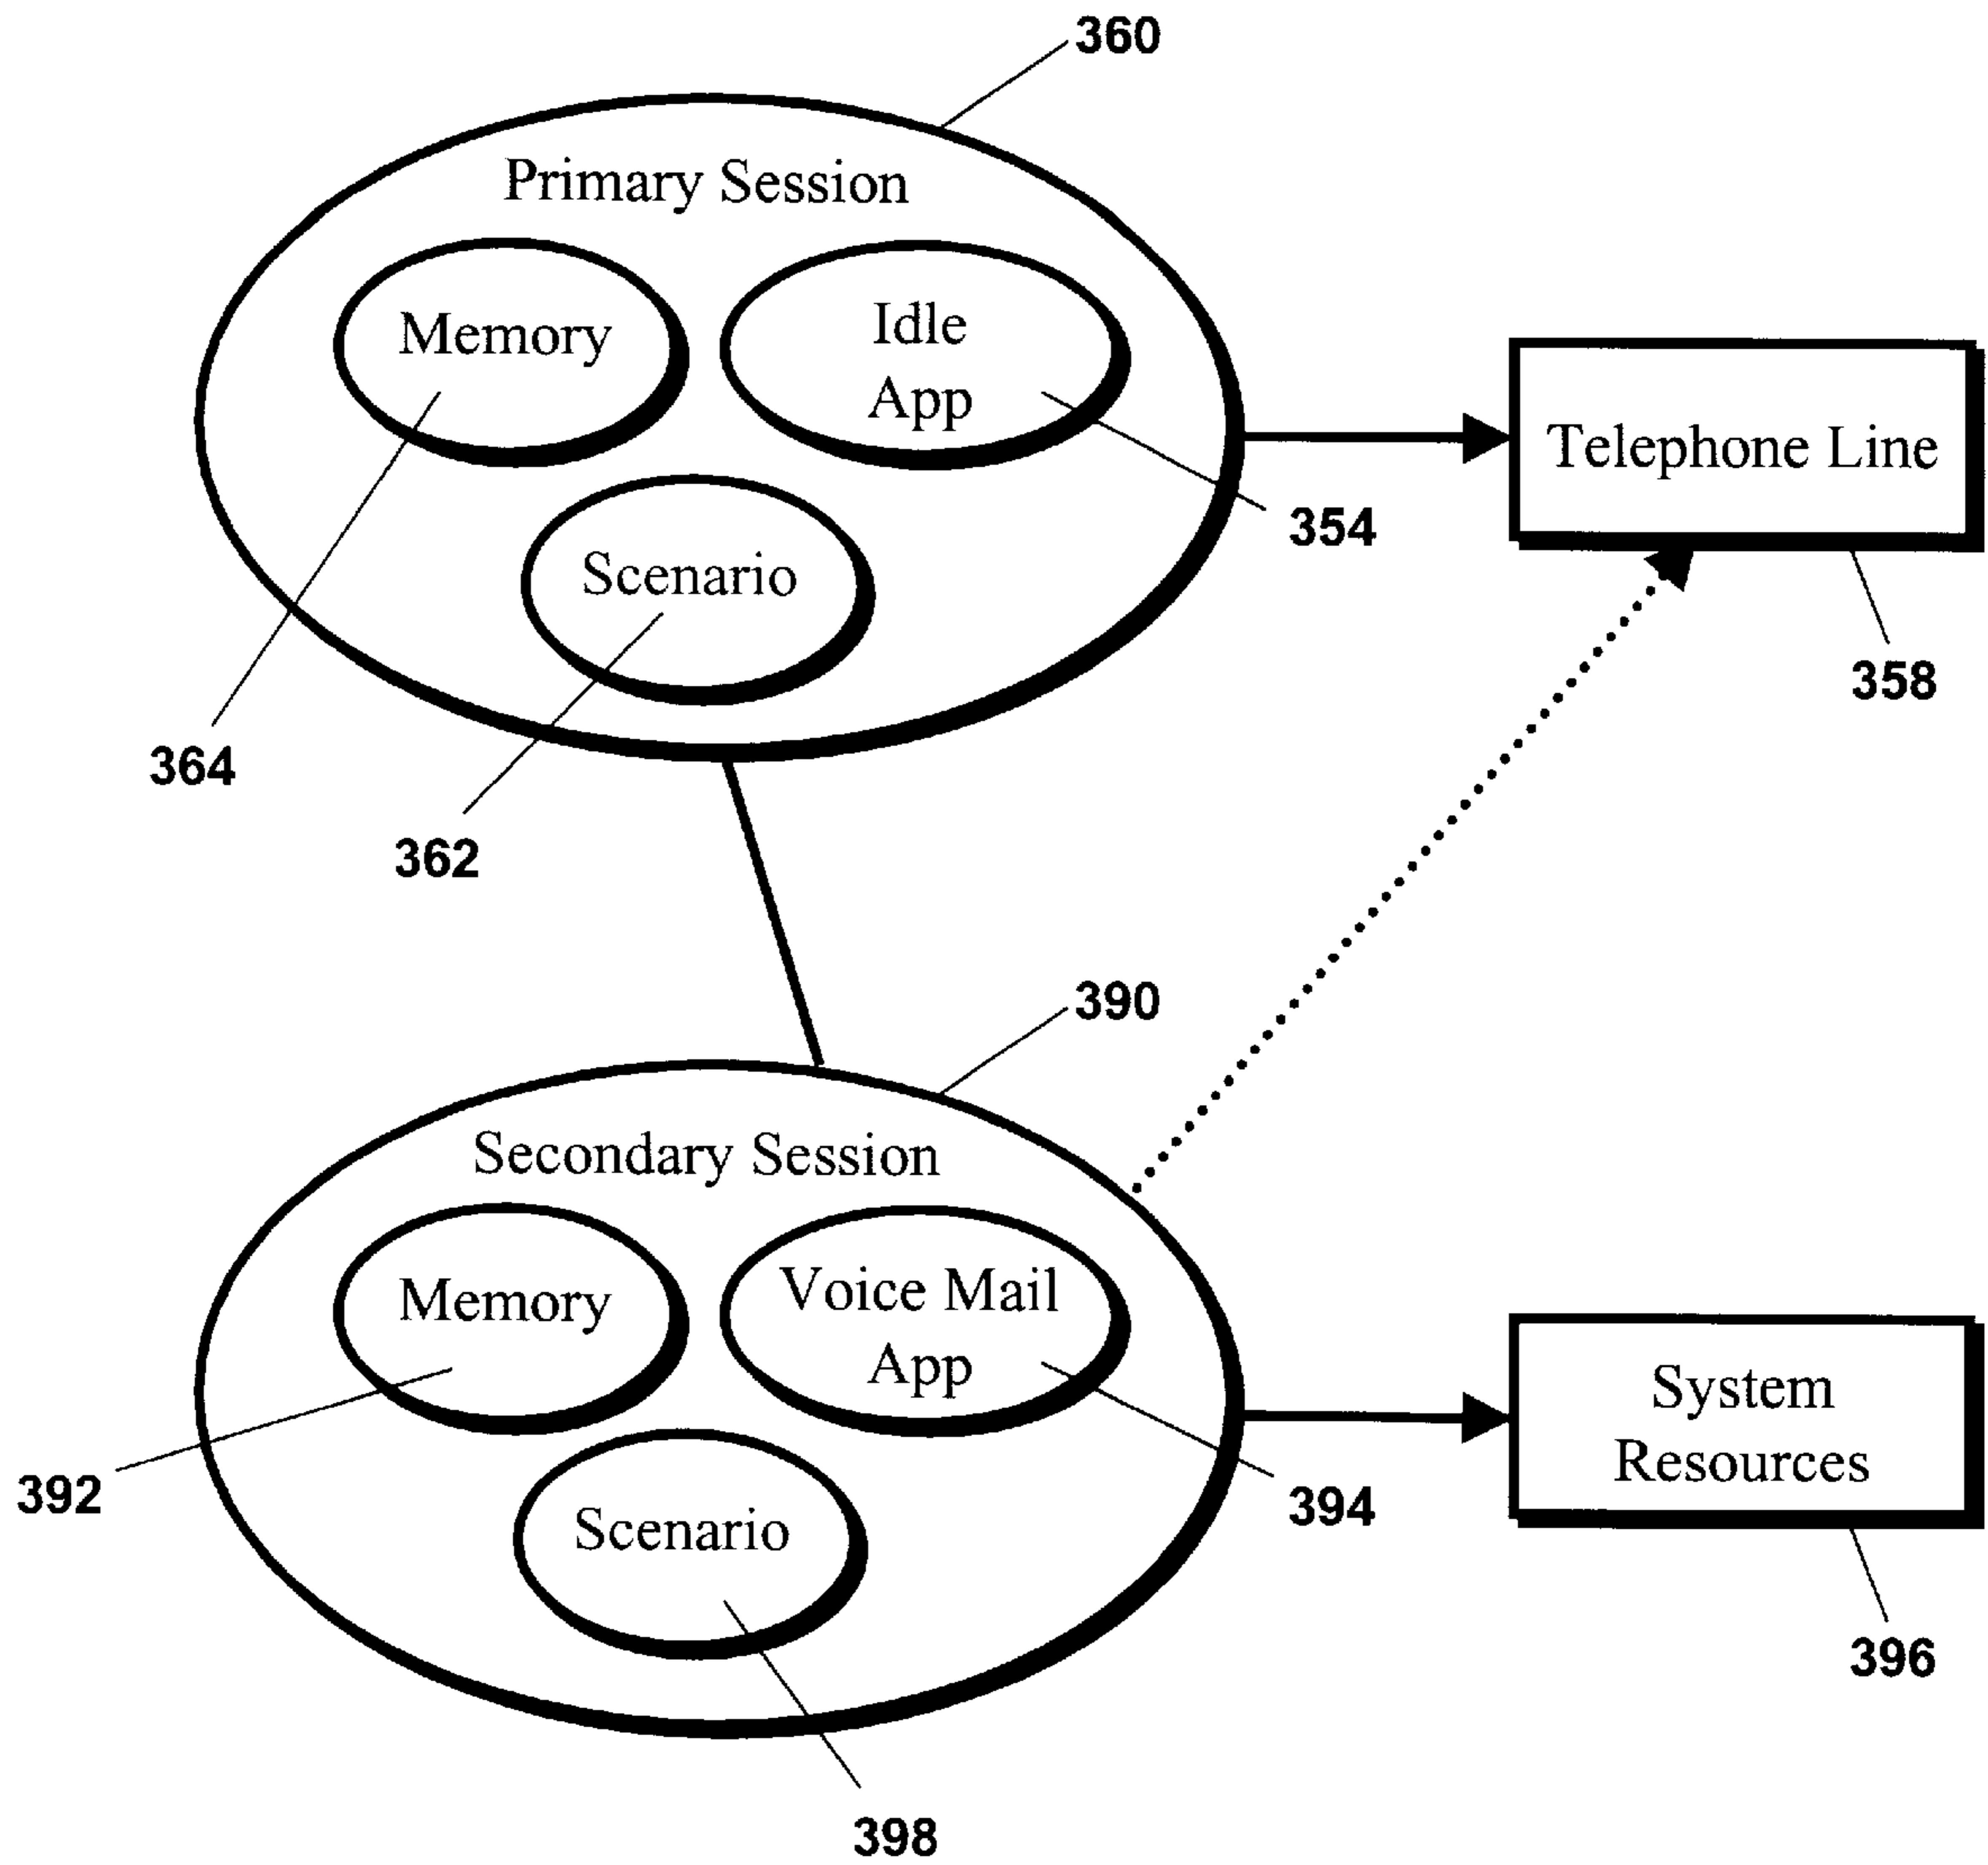 360
Primary Session
Memory
Idle
App
Telephone Line
354
Scenario
358
364
362
390
Secondary Session
Memory
Voice Mail
App
System
Resources
392
394
Scenario
396
398